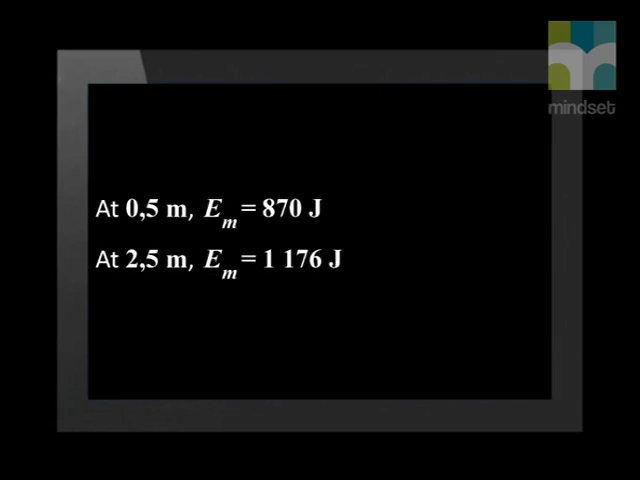 mindset
At 0,5 m, Em = 870 J
At 2,5 m, Em = 1 176 J